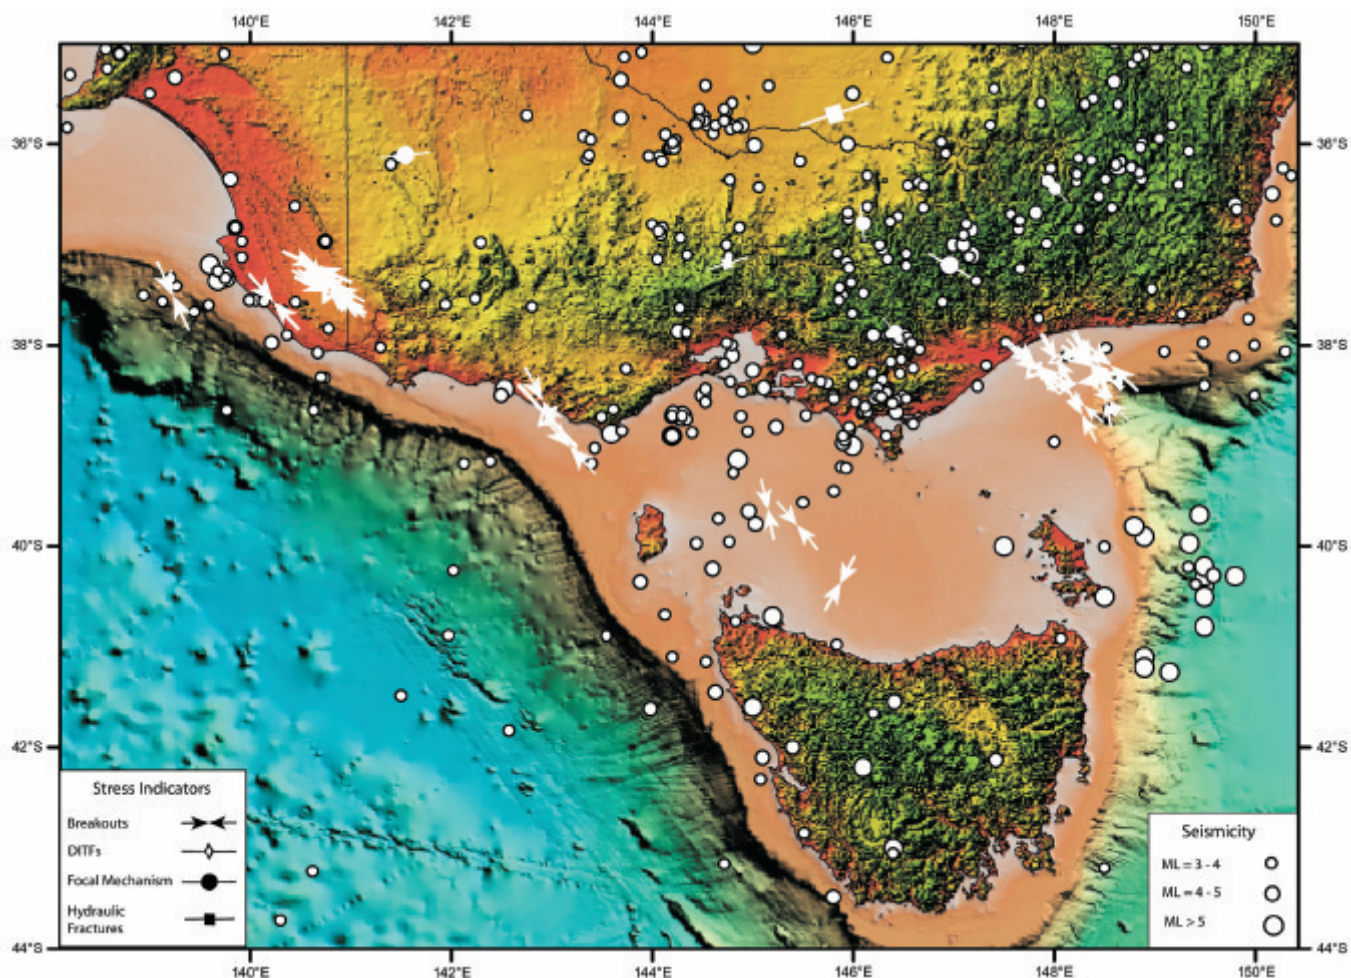 140°E 142°E 144°E 146°E 148°E 150°E
36°S 36°S
38°S 38°S
40°S 40°S
42°S 42°S
44°S 44°S
Stress Indicators
Breakouts
DITFs
Focal Mechanism
Hydraulic
Fractures
Seismicity
ML = 3 - 4
ML = 4 - 5
ML > 5
140°E 142°E 144°E 146°E 148°E 150°E